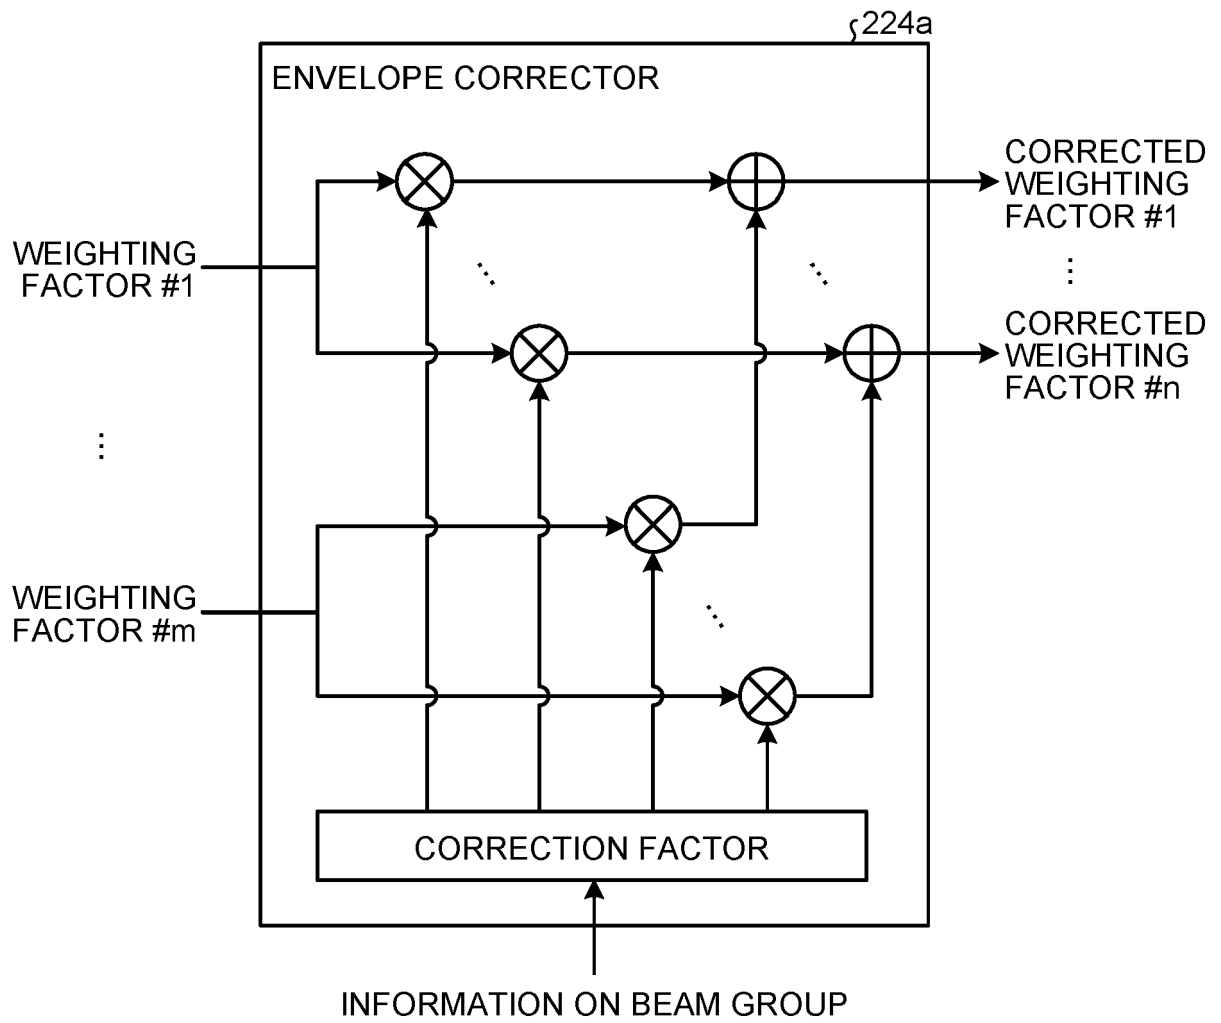 224a
ENVELOPE CORRECTOR
CORRECTED
WEIGHTING
FACTOR #1
WEIGHTING
FACTOR #1
⋮
CORRECTED
WEIGHTING
FACTOR #n
⋮
WEIGHTING
FACTOR #m
CORRECTION FACTOR
INFORMATION ON BEAM GROUP